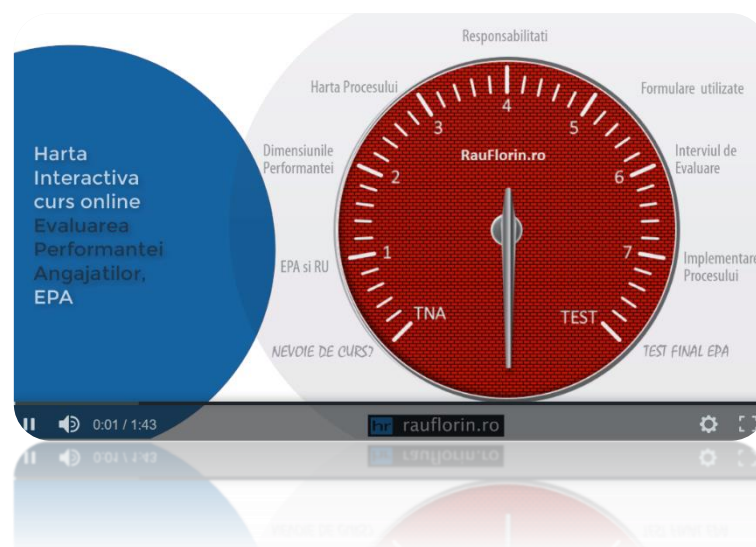 Harta
Interactiva
curs online
Evaluarea
Performantei
Angajatilor,
EPA
Responsabilitati
Harta Procesului
Formulare utilizate
Dimensiunile
Performantei
Interviul de
Evaluare
EPA si RU
Implementare
Procesului
NEVOIE DE CURS?
TEST FINAL EPA
RauFlorin.ro
TNA
1
2
3
4
5
6
7
TEST
0:01 / 1:43
hr rauflorin.ro